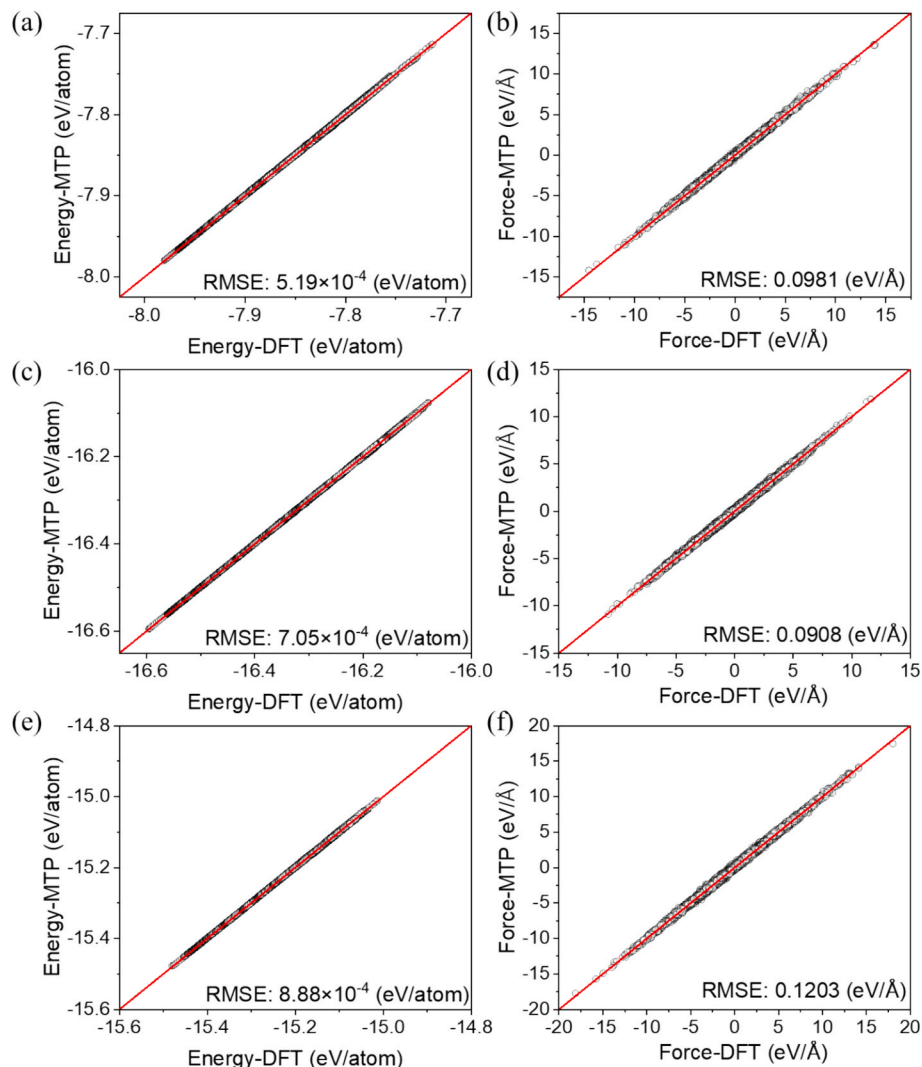 (a)
-7.7
-7.8
-7.9
-8.0
Energy-MTP (eV/atom)
RMSE: 5.19×10⁻⁴ (eV/atom)
-8.0 -7.9 -7.8 -7.7
Energy-DFT (eV/atom)
(b)
15
10
5
0
-5
-10
-15
Force-MTP (eV/Å)
RMSE: 0.0981 (eV/Å)
-15 -10 -5 0 5 10 15
Force-DFT (eV/Å)
(c)
-16.0
-16.2
-16.4
-16.6
Energy-MTP (eV/atom)
RMSE: 7.05×10⁻⁴ (eV/atom)
-16.6 -16.4 -16.2 -16.0
Energy-DFT (eV/atom)
(d)
15
10
5
0
-5
-10
-15
Force-MTP (eV/Å)
RMSE: 0.0908 (eV/Å)
-15 -10 -5 0 5 10 15
Force-DFT (eV/Å)
(e)
-14.8
-15.0
-15.2
-15.4
-15.6
Energy-MTP (eV/atom)
RMSE: 8.88×10⁻⁴ (eV/atom)
-15.6 -15.4 -15.2 -15.0 -14.8
Energy-DFT (eV/atom)
(f)
20
15
10
5
0
-5
-10
-15
-20
Force-MTP (eV/Å)
RMSE: 0.1203 (eV/Å)
-20 -15 -10 -5 0 5 10 15 20
Force-DFT (eV/Å)